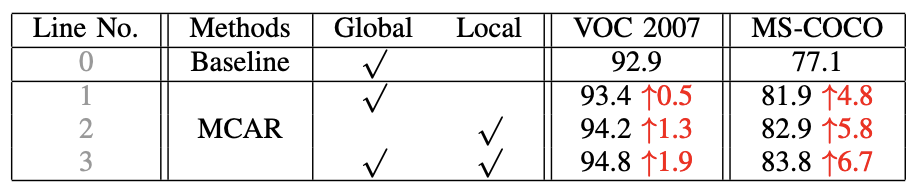 Line No. Methods Global Local VOC 2007 MS-COCO
0 Baseline ✓ 92.9 77.1
1 ✓ 93.4 ↑0.5 81.9 ↑4.8
2 MCAR ✓ 94.2 ↑1.3 82.9 ↑5.8
3 ✓ ✓ 94.8 ↑1.9 83.8 ↑6.7